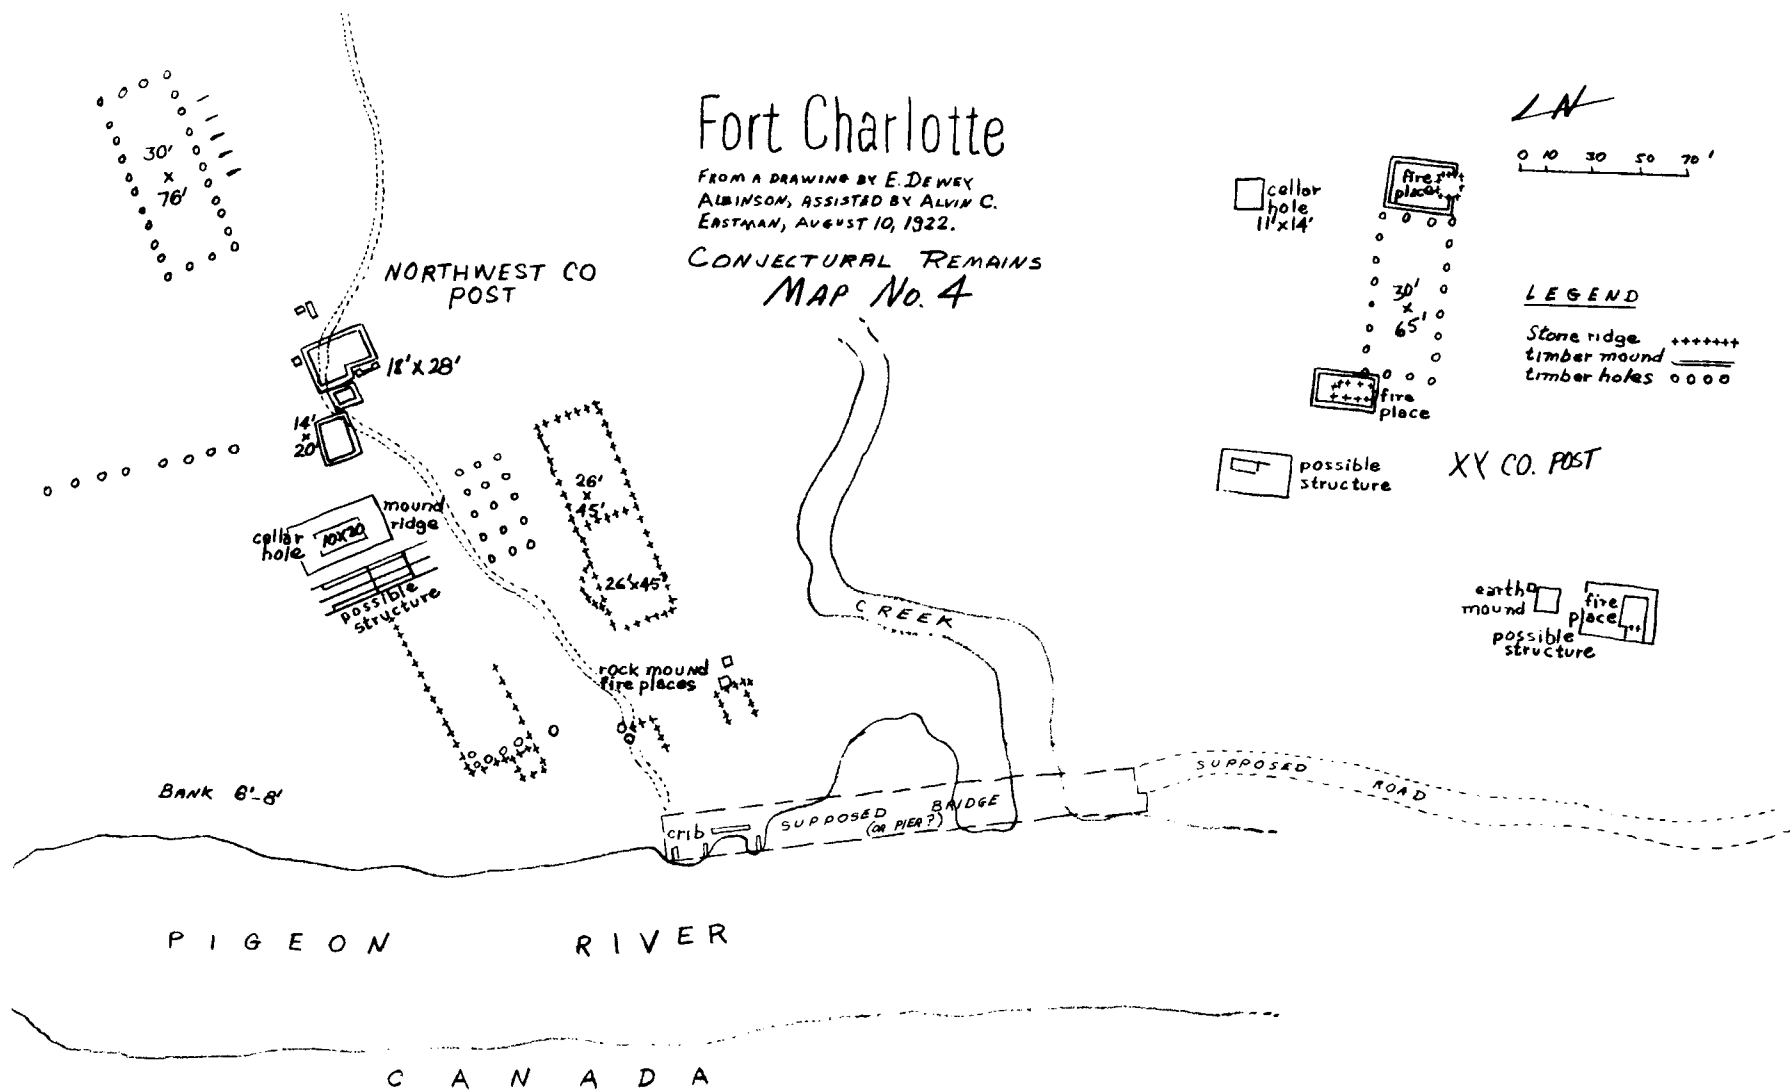 Fort Charlotte
FROM A DRAWING BY E. DEWEY
ALBINSON, ASSISTED BY ALVIN C.
EASTMAN, AUGUST 10, 1922.
CONJECTURAL REMAINS
MAP No. 4
N
0 10 30 50 70'
LEGEND
Stone ridge +++++++
timber mound
timber holes o o o o
30'
x
76'
NORTHWEST CO
POST
18' X 28'
14'
x
20'
26'
x
45'
26'x45'
mound
ridge
cellar
hole
10X20
possible
structure
rock mound
fire places
BANK 6'-8'
crib
SUPPOSED BRIDGE
(OR PIER?)
CREEK
SUPPOSED ROAD
cellar
hole
11'x14'
fire
place
30'
x
65'
fire
place
possible
structure
XY CO. POST
earth
mound
fire
place
possible
structure
PIGEON RIVER
CANADA